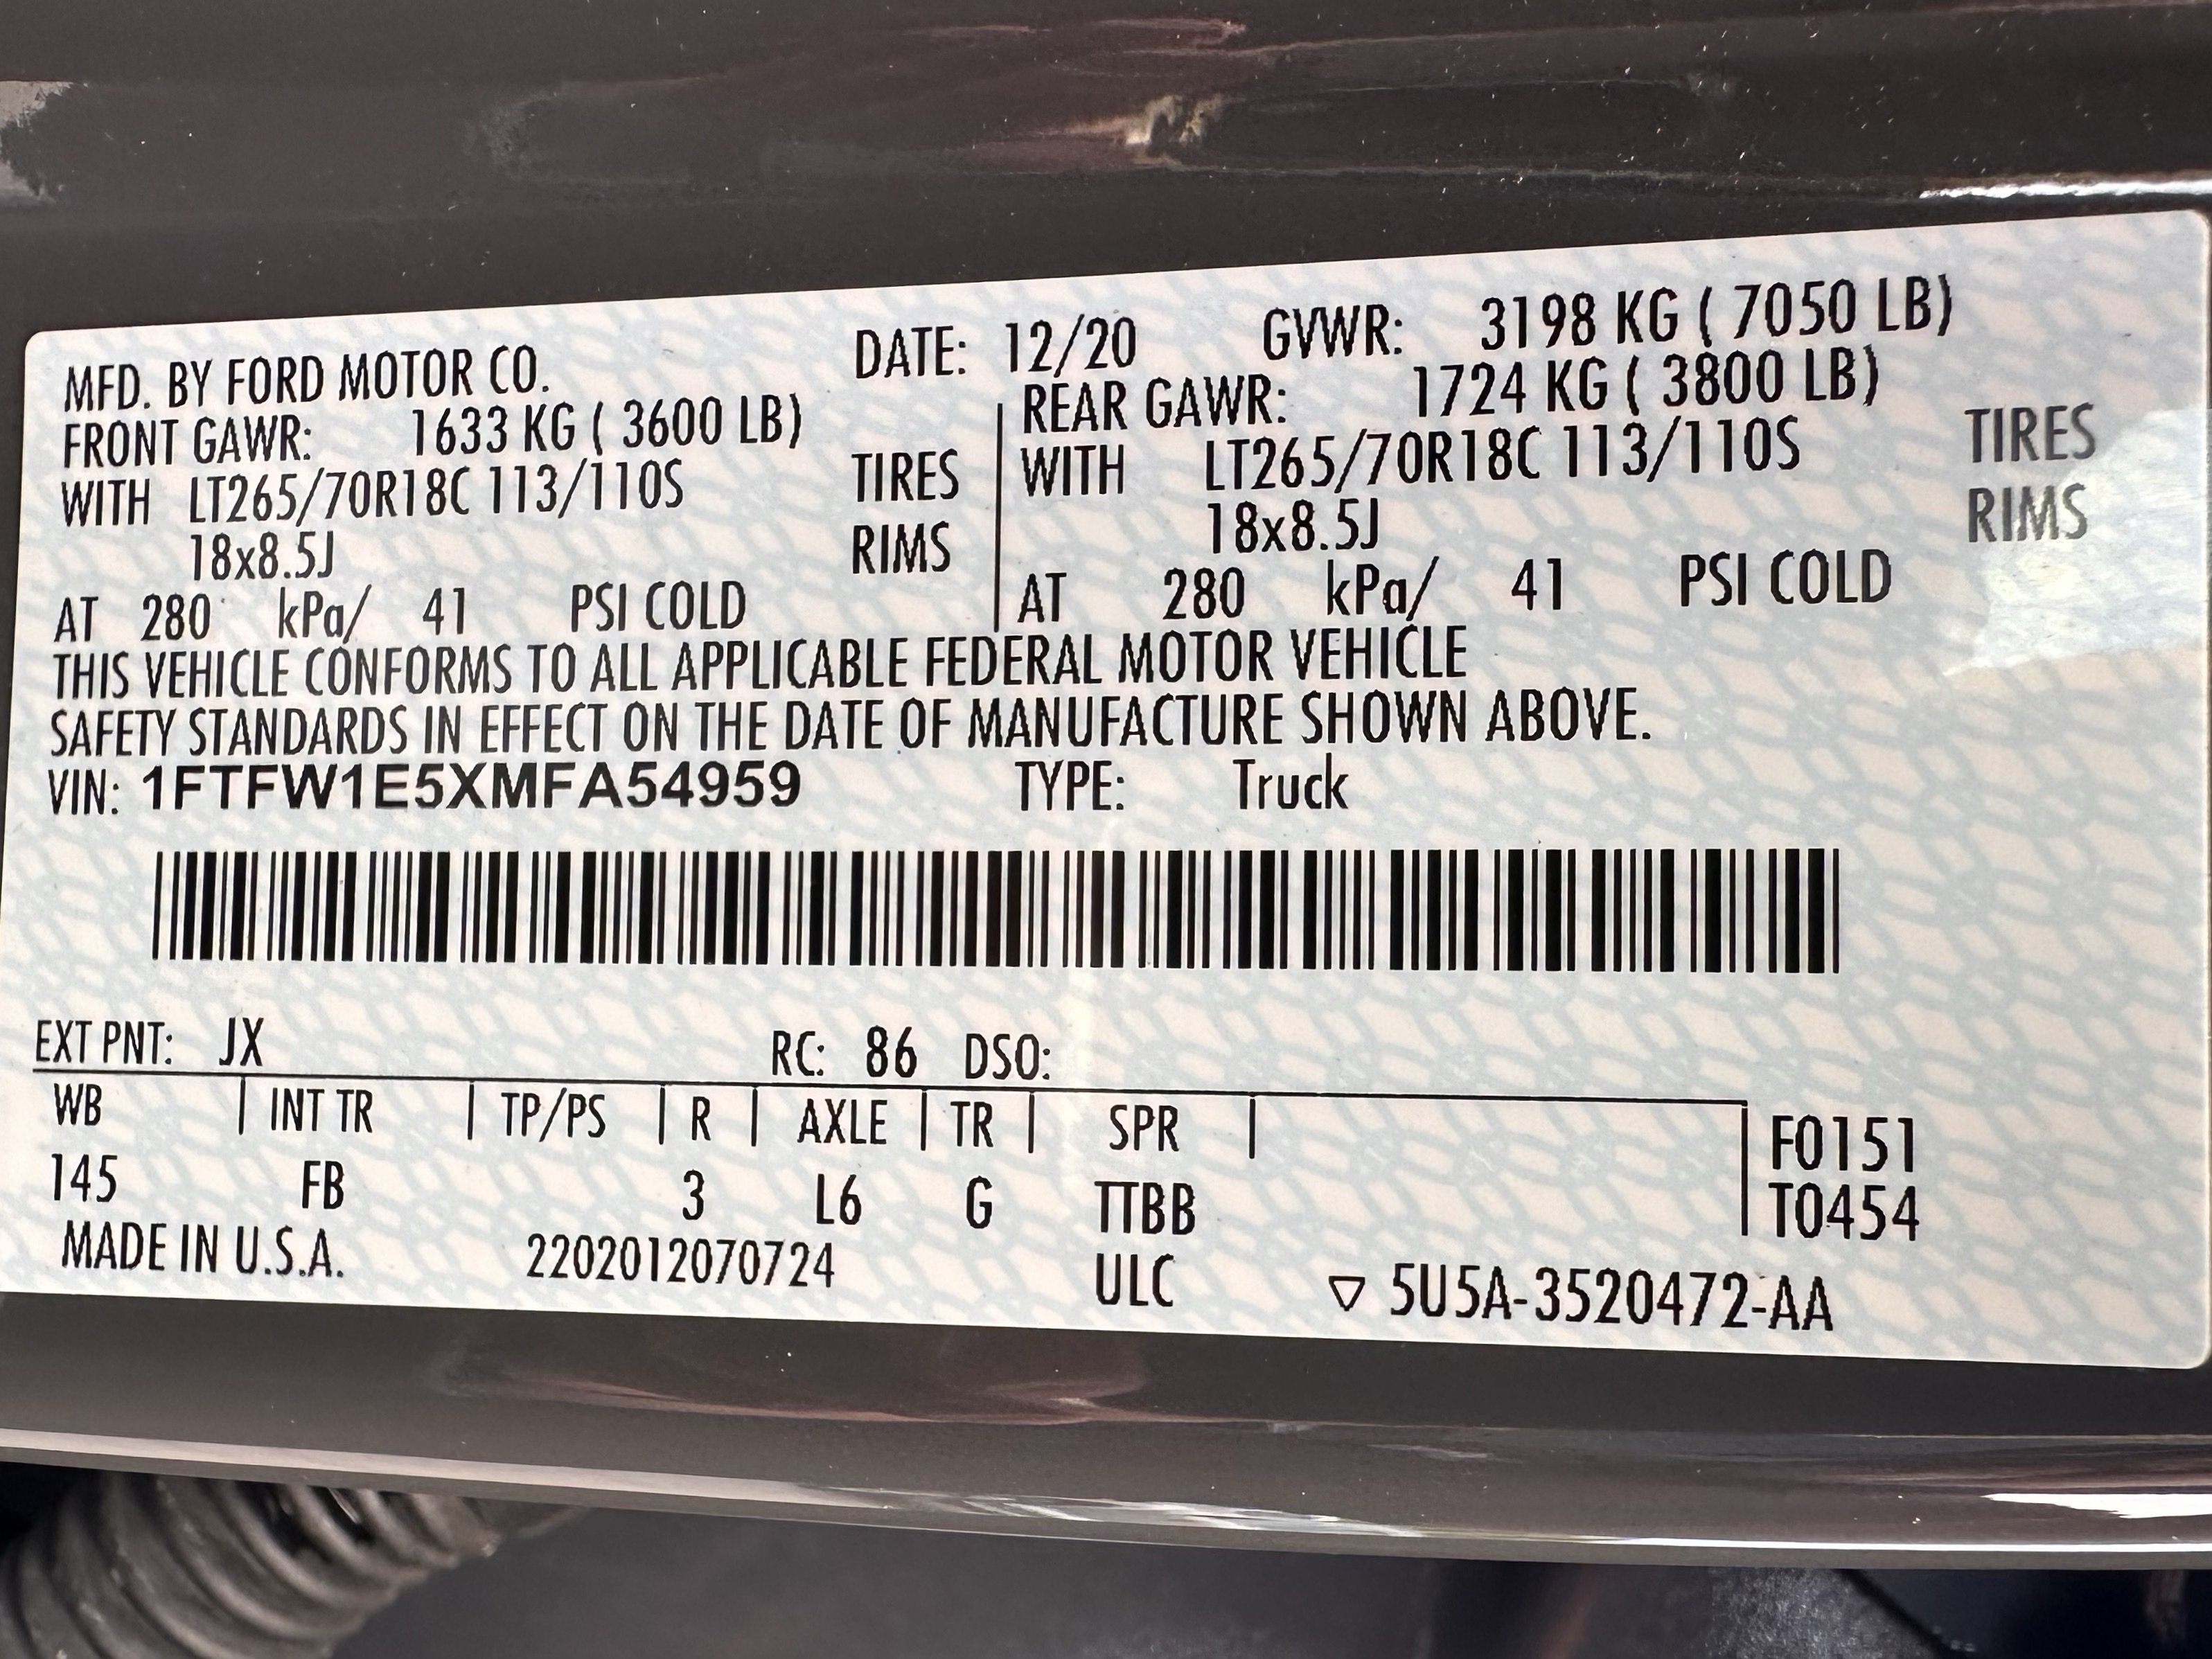 MFD. BY FORD MOTOR CO. DATE: 12/20 GVWR: 3198 KG ( 7050 LB)
FRONT GAWR: 1633 KG ( 3600 LB) REAR GAWR: 1724 KG ( 3800 LB)
WITH LT265/70R18C 113/110S TIRES WITH LT265/70R18C 113/110S TIRES
18x8.5J RIMS 18x8.5J RIMS
AT 280 kPa/ 41 PSI COLD AT 280 kPa/ 41 PSI COLD
THIS VEHICLE CONFORMS TO ALL APPLICABLE FEDERAL MOTOR VEHICLE
SAFETY STANDARDS IN EFFECT ON THE DATE OF MANUFACTURE SHOWN ABOVE.
VIN: 1FTFW1E5XMFA54959 TYPE: Truck
EXT PNT: JX RC: 86 DSO:
WB INT TR TP/PS R AXLE TR SPR F0151
145 FB 3 L6 G TTBB T0454
MADE IN U.S.A. 2202012070724 ULC ▽ 5U5A-3520472-AA